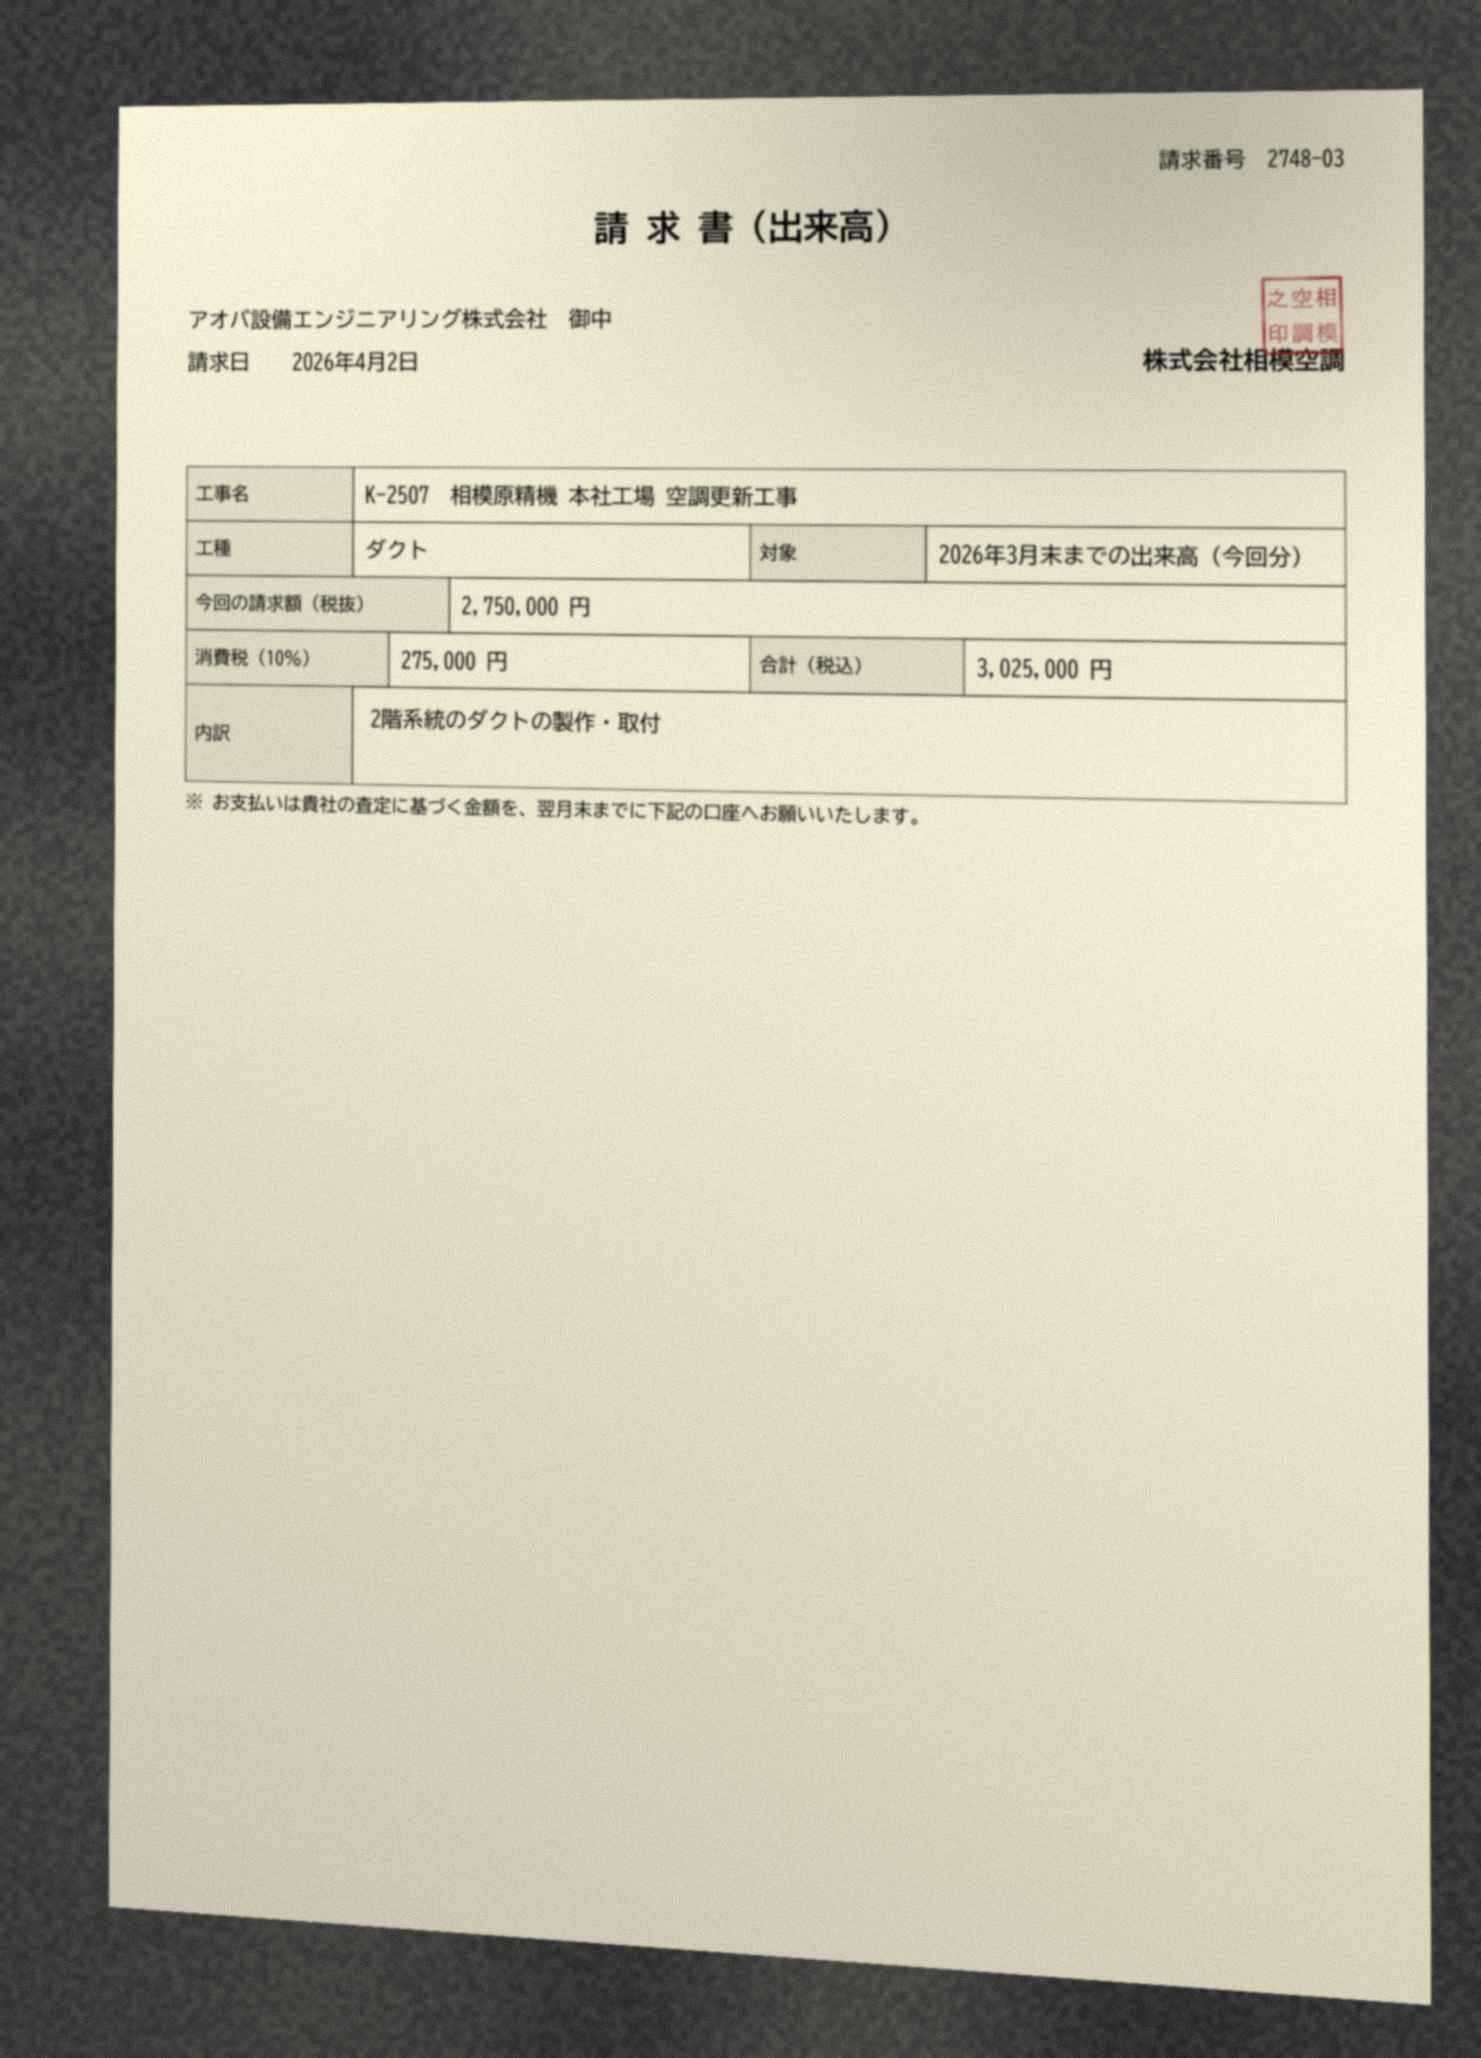 請求番号 2748-03
請 求 書（出来高）
アオバ設備エンジニアリング株式会社 御中
請求日 2026年4月2日
相模空調之印
株式会社相模空調
工事名 K-2507 相模原精機 本社工場 空調更新工事
工種 ダクト 対象 2026年3月末までの出来高（今回分）
今回の請求額（税抜） 2,750,000 円
消費税（10%） 275,000 円 合計（税込） 3,025,000 円
内訳 2階系統のダクトの製作・取付
※ お支払いは貴社の査定に基づく金額を、翌月末までに下記の口座へお願いいたします。